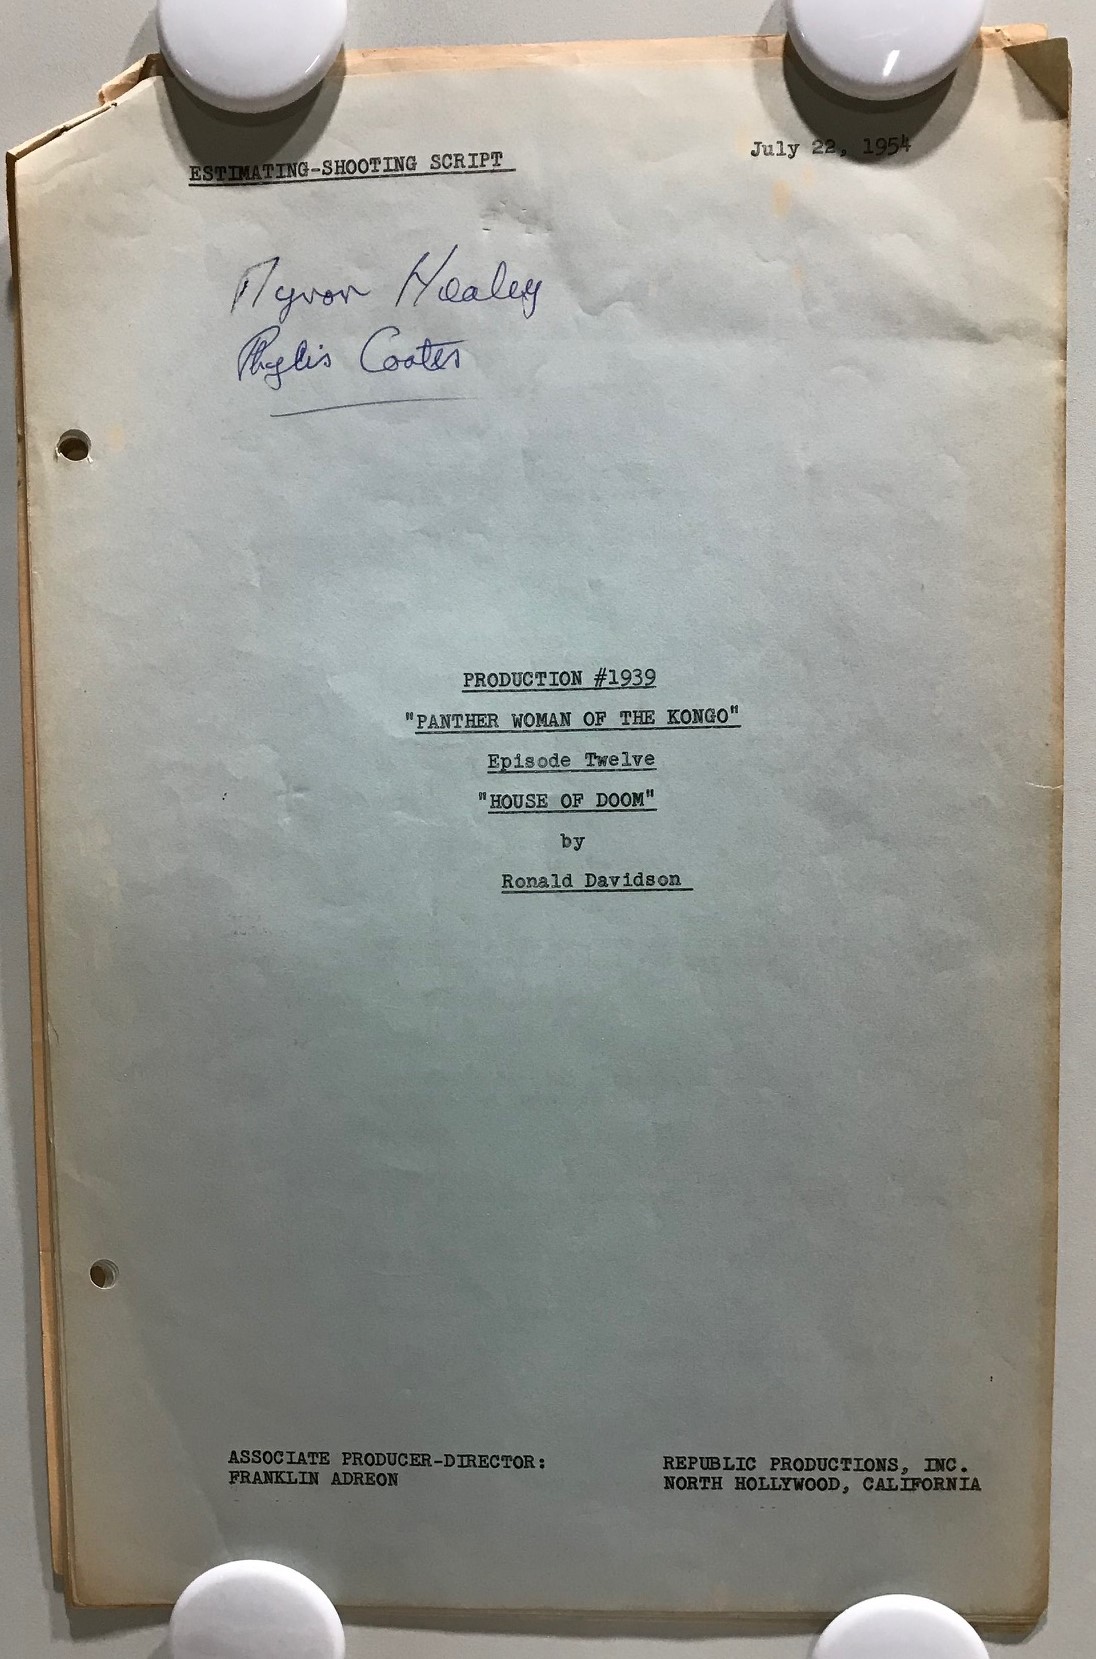 ESTIMATING-SHOOTING SCRIPT
July 22, 1954
Myron Healey
Phyllis Coates
PRODUCTION #1939
"PANTHER WOMAN OF THE KONGO"
Episode Twelve
"HOUSE OF DOOM"
by
Ronald Davidson
ASSOCIATE PRODUCER-DIRECTOR:
FRANKLIN ADREON
REPUBLIC PRODUCTIONS, INC.
NORTH HOLLYWOOD, CALIFORNIA